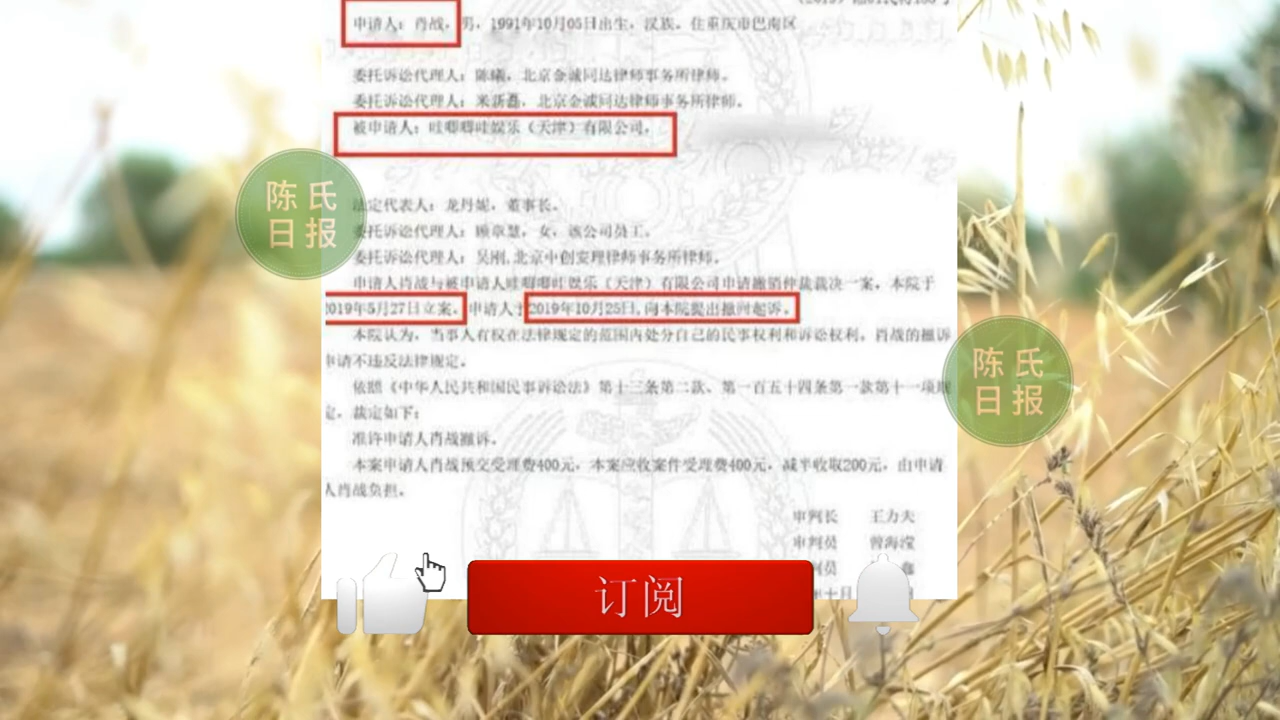 申请人：肖战，男，1991年10月05日出生，汉族，住重庆市巴南区
委托诉讼代理人：陈曦，北京金诚同达律师事务所律师。
委托诉讼代理人：米新磊，北京金诚同达律师事务所律师。
被申请人：哇唧唧哇娱乐（天津）有限公司，
陈氏
日报
法定代表人：龙丹妮，董事长。
委托诉讼代理人：顾章慧，女，该公司员工。
委托诉讼代理人：吴刚,北京中创安理律师事务所律师。
申请人肖战与被申请人哇唧唧哇娱乐（天津）有限公司申请撤销仲裁裁决一案，本院于
2019年5月27日立案。申请人于2019年10月25日,向本院提出撤回起诉。
本院认为，当事人有权在法律规定的范围内处分自己的民事权利和诉讼权利。肖战的撤诉
申请不违反法律规定。
依照《中华人民共和国民事诉讼法》第十三条第二款、第一百五十四条第一款第十一项规
定，裁定如下：
陈氏
日报
准许申请人肖战撤诉。
本案申请人肖战预交受理费400元，本案应收案件受理费400元，减半收取200元，由申请
人肖战负担。
审判长 王力夫
审判员 曾海滢
判员
订阅